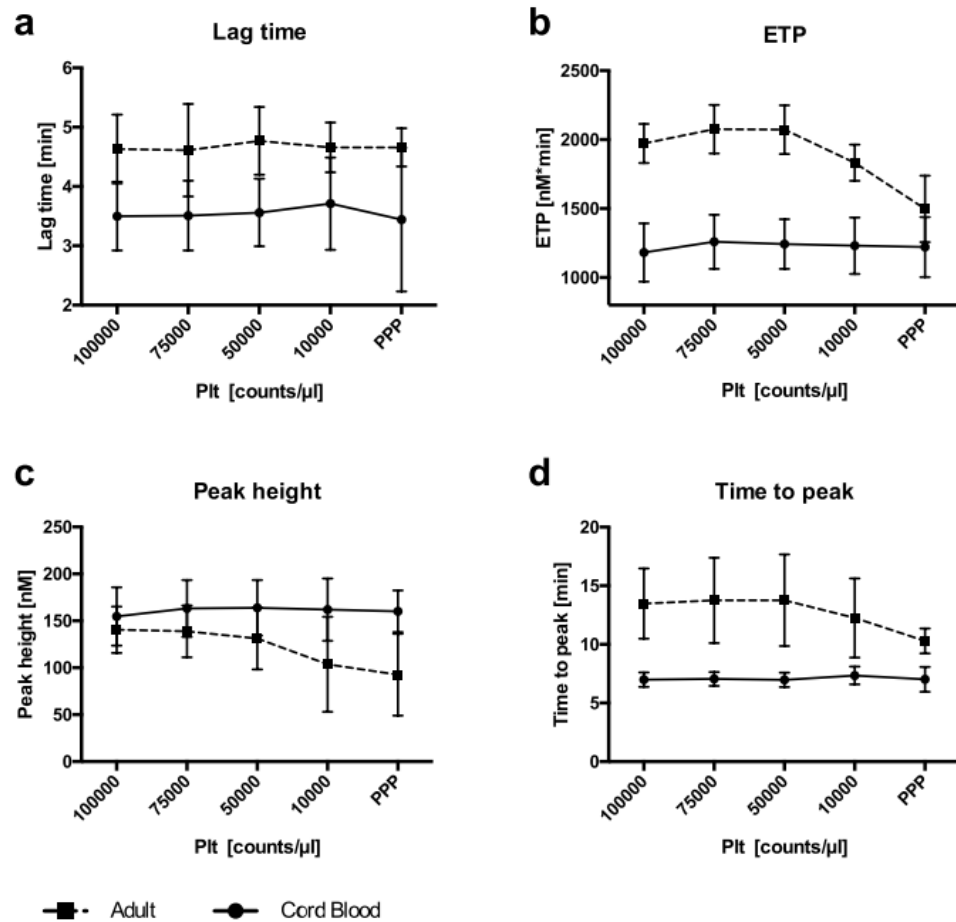 a
Lag time
Lag time [min]
6
5
4
3
2
100000
75000
50000
10000
PPP
Plt [counts/µl]
b
ETP
ETP [nM*min]
2500
2000
1500
1000
100000
75000
50000
10000
PPP
Plt [counts/µl]
c
Peak height
Peak height [nM]
250
200
150
100
50
0
100000
75000
50000
10000
PPP
Plt [counts/µl]
d
Time to peak
Time to peak [min]
20
15
10
5
0
100000
75000
50000
10000
PPP
Plt [counts/µl]
Adult
Cord Blood